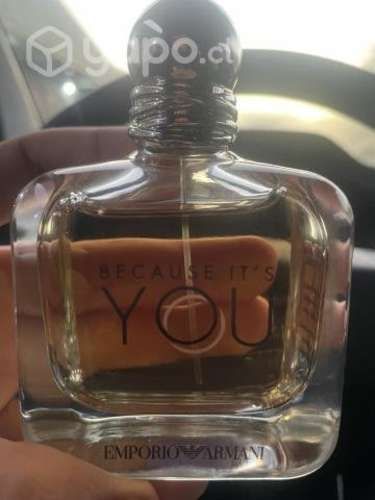 yapo.cl
BECAUSE IT'S
YOU
EMPORIO ARMANI